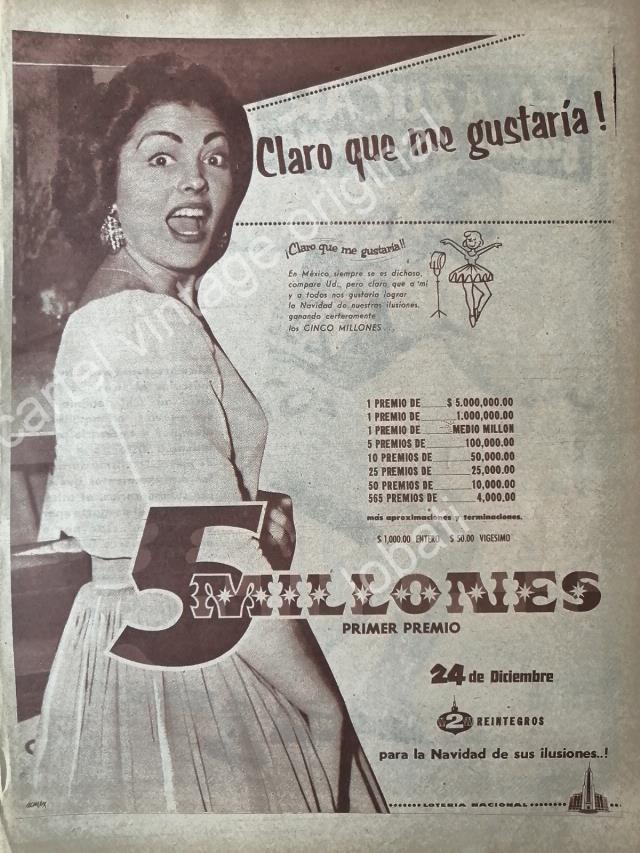 Claro que me gustaría!
¡Claro que me gustaría!!
En México, siempre se es dichoso,
compare Ud., pero claro que a mí
y a todos nos gustaría lograr
la Navidad de nuestras ilusiones,
ganando certeramente
los CINCO MILLONES...
1 PREMIO DE $ 5.000,000.00
1 PREMIO DE 1.000,000.00
1 PREMIO DE MEDIO MILLON
5 PREMIOS DE 100,000.00
10 PREMIOS DE 50,000.00
25 PREMIOS DE 25,000.00
50 PREMIOS DE 10,000.00
565 PREMIOS DE 4,000.00
más aproximaciones y terminaciones.
$ 1,000.00 ENTERO $ 50.00 VIGESIMO
5 MILLONES
PRIMER PREMIO
24 de Diciembre
2 REINTEGROS
para la Navidad de sus ilusiones..!
LOTERIA NACIONAL
cartel vintage original lobali